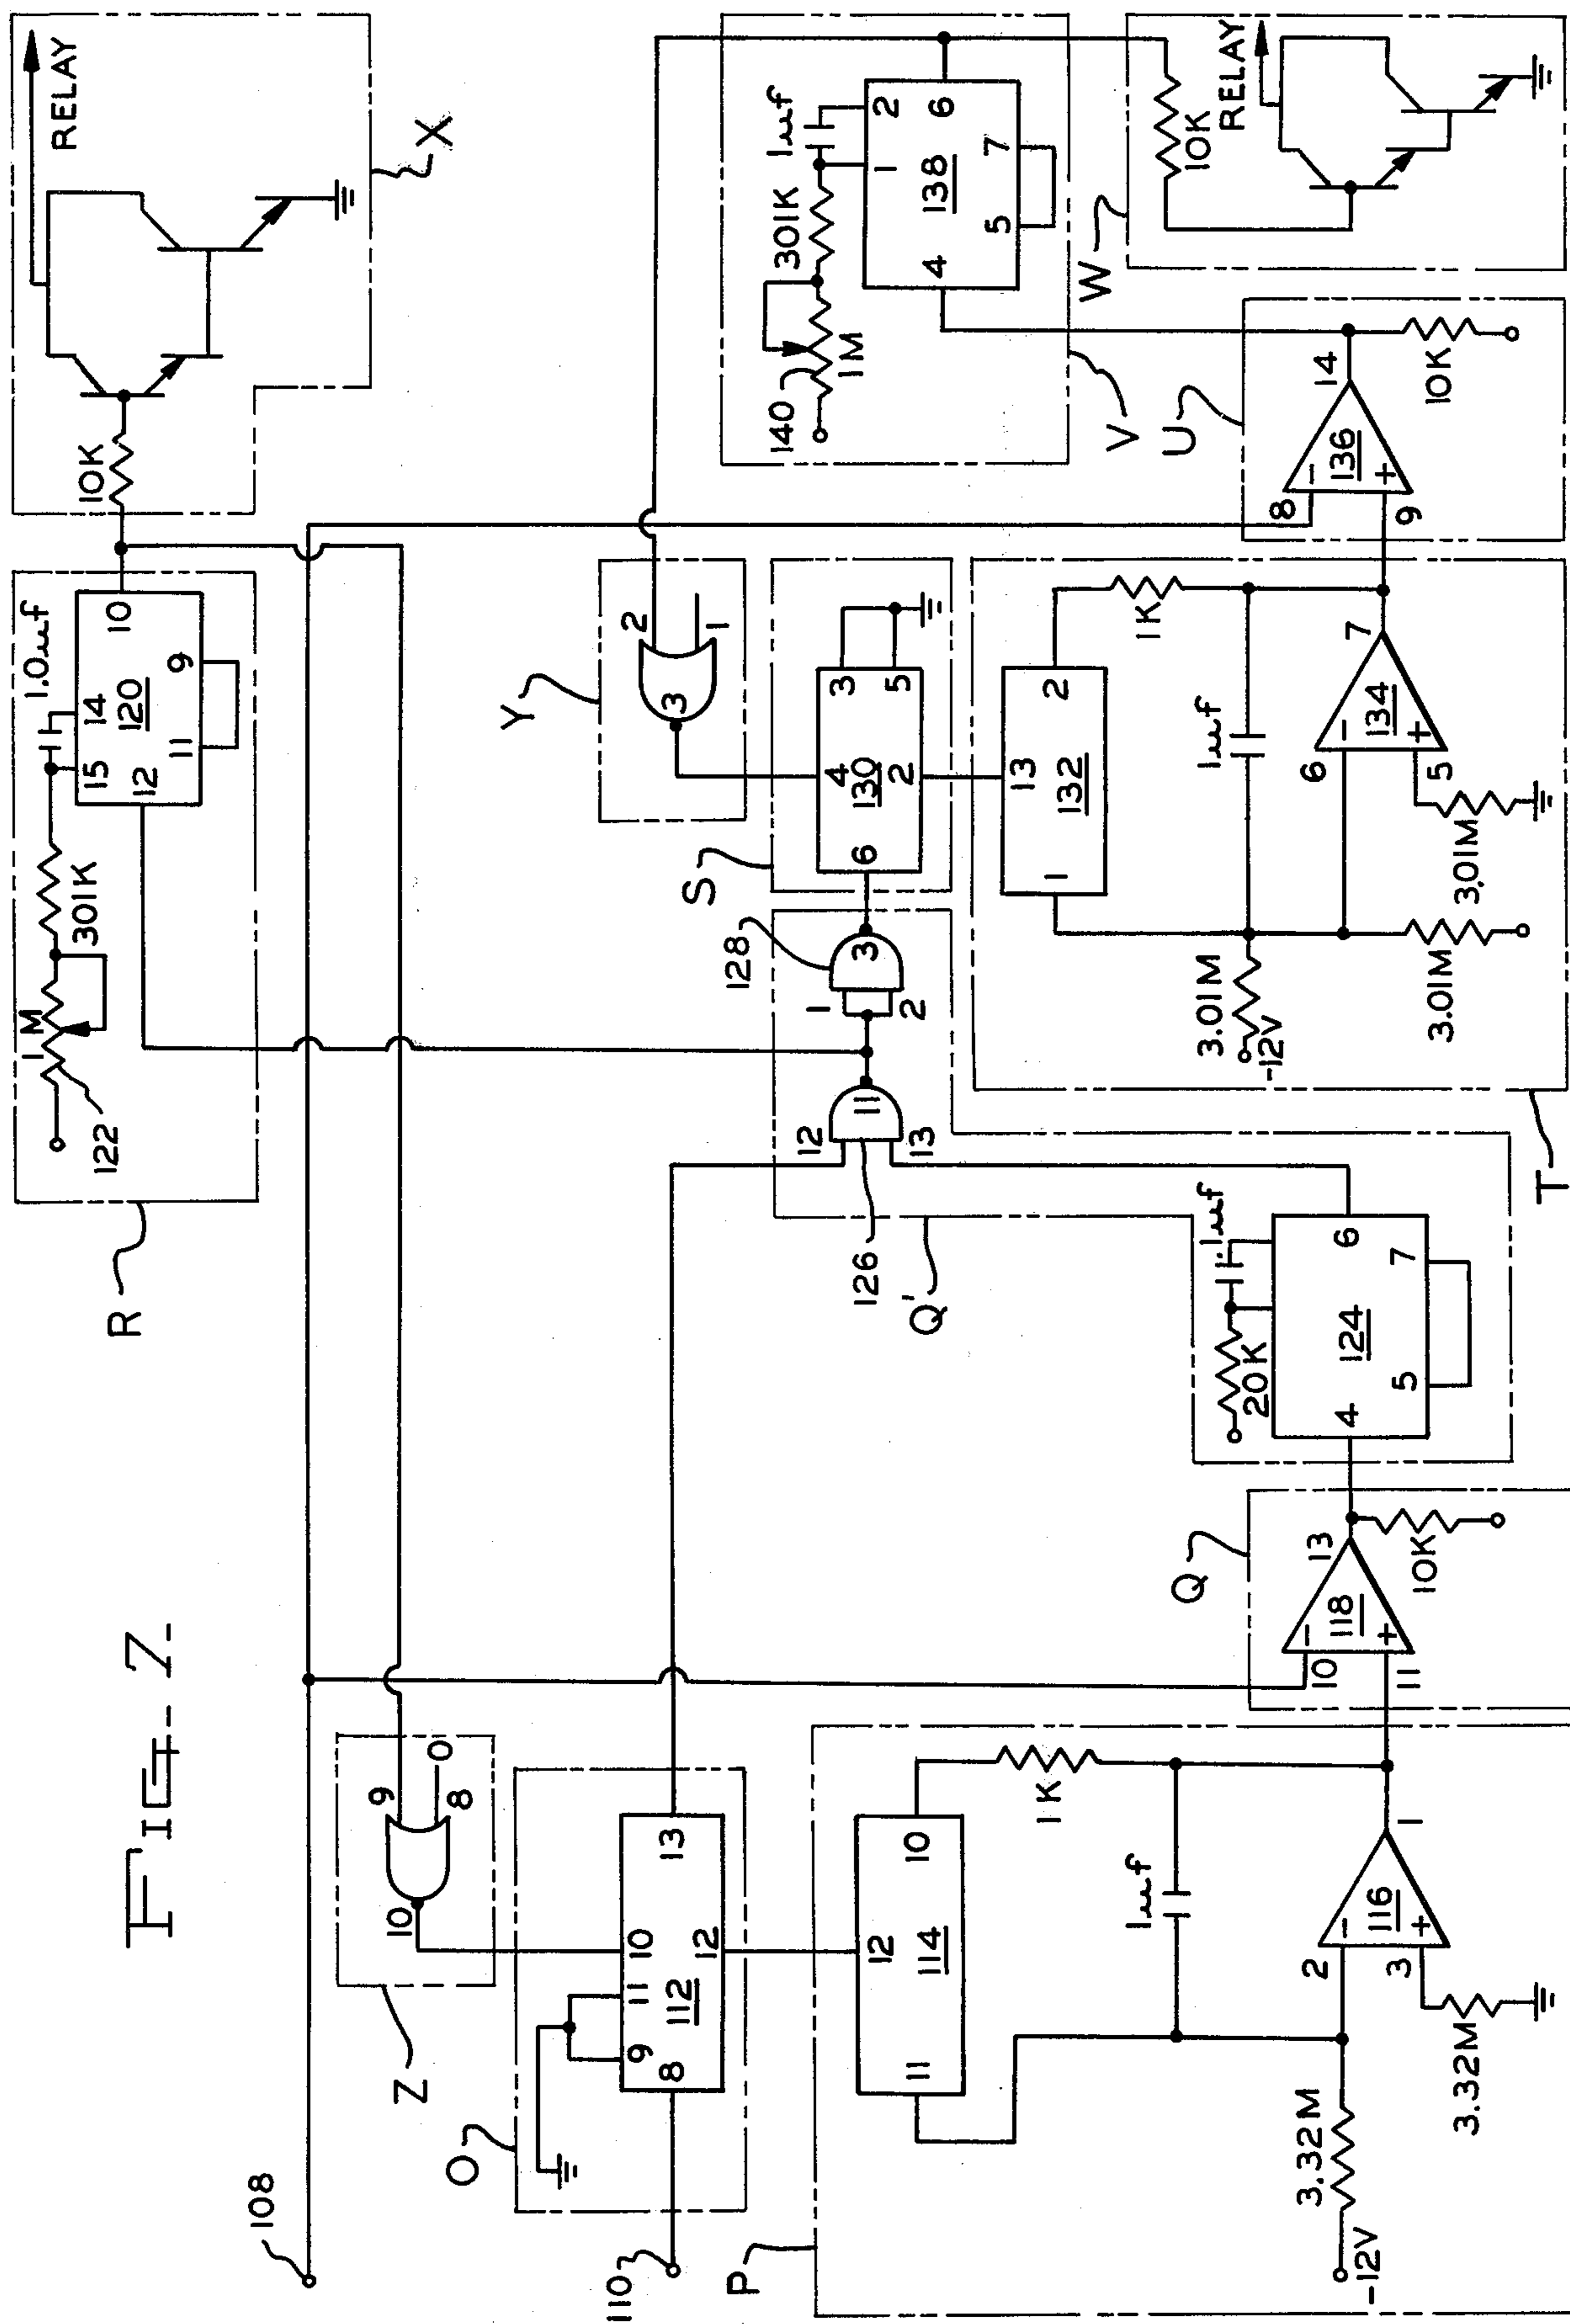 FIG. 7.
RELAY
X
10K
1.0uf
10
14
15
120
9
12
11
301K
1M
122
R
1uf
2
6
1
138
7
301K
5
4
1M
140
V
W
10K
RELAY
2
1
3
Y
3
5
4
130
2
6
S
14
8
136
−
+
9
10K
U
2
13
132
1
1K
1uf
7
134
−
+
6
5
3.01M
-12V
3.01M
3.01M
T
128
3
1
2
11
12
13
126
Q'
.1uf
20K
6
7
124
5
4
Q
13
118
−
+
10
11
10K
108
9
8
0
10
Z
13
10
11
12
112
9
8
O
110
10
12
114
11
1K
1uf
1
116
−
+
2
3
3.32M
-12V
3.32M
P